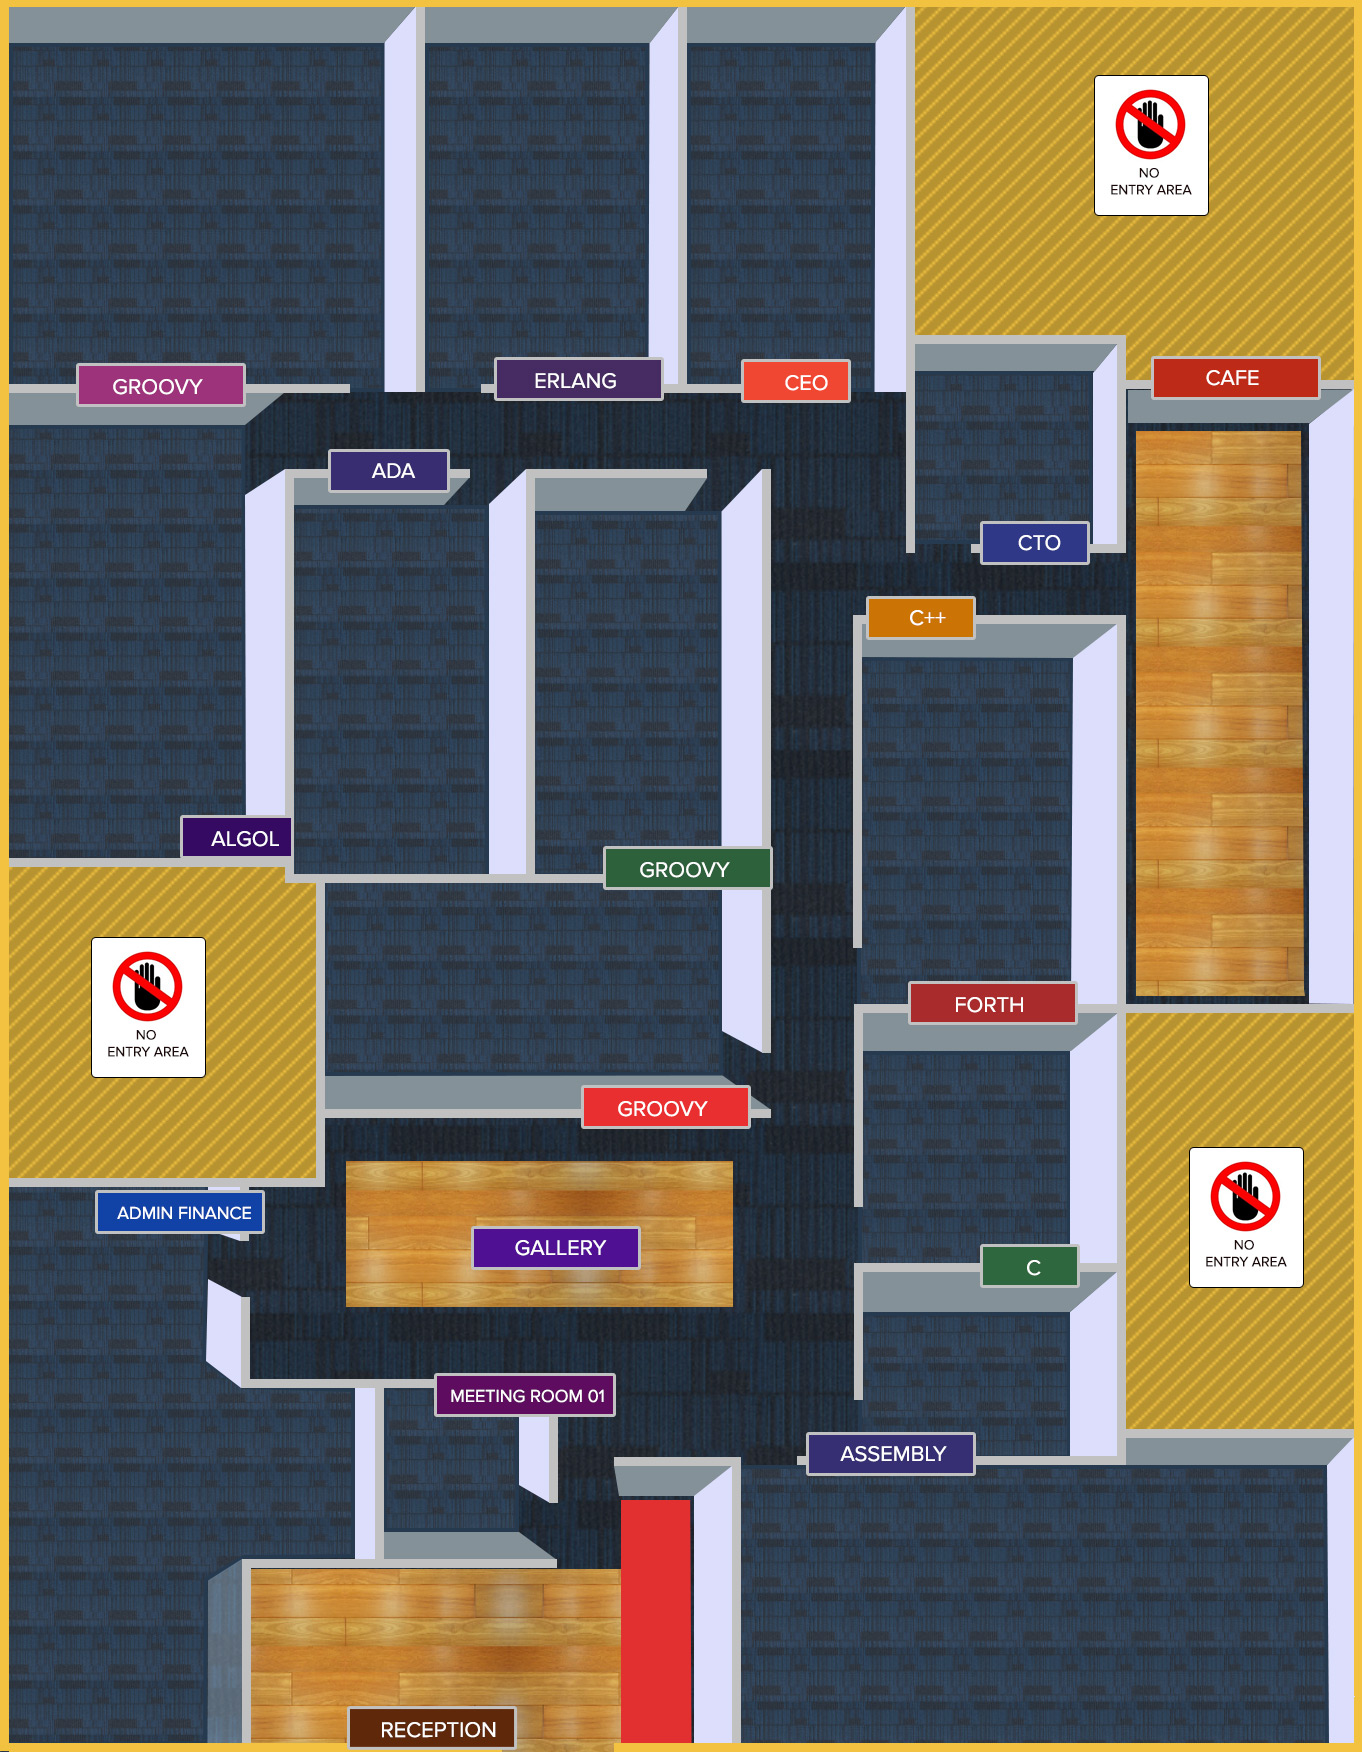 NO
ENTRY AREA
GROOVY
ERLANG
CEO
CAFE
ADA
CTO
C++
ALGOL
GROOVY
NO
ENTRY AREA
FORTH
GROOVY
NO
ENTRY AREA
ADMIN FINANCE
GALLERY
C
MEETING ROOM 01
ASSEMBLY
RECEPTION